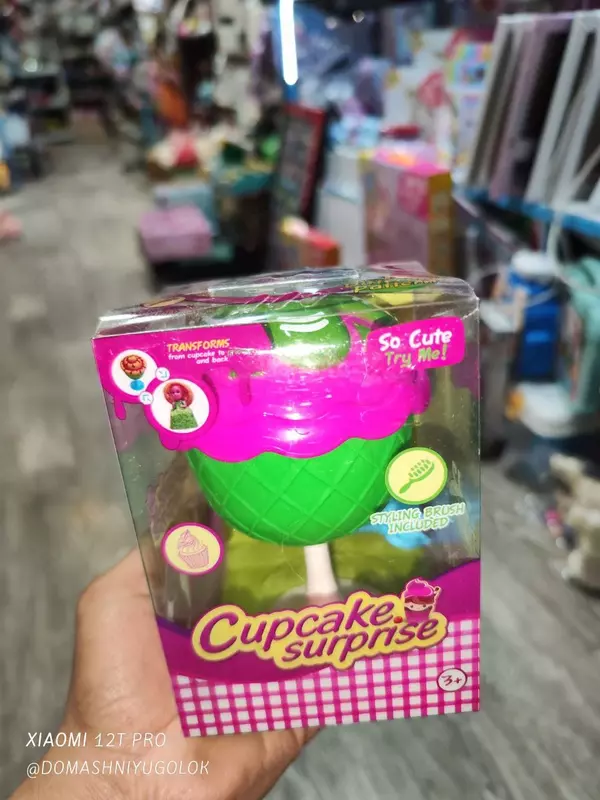 TRANSFORMS
from cupcake to
and back
So Cute
Try Me!
STYLING BRUSH
INCLUDED
Cupcake
surprise
3+
XIAOMI 12T PRO
@DOMASHNIYUGOLOK